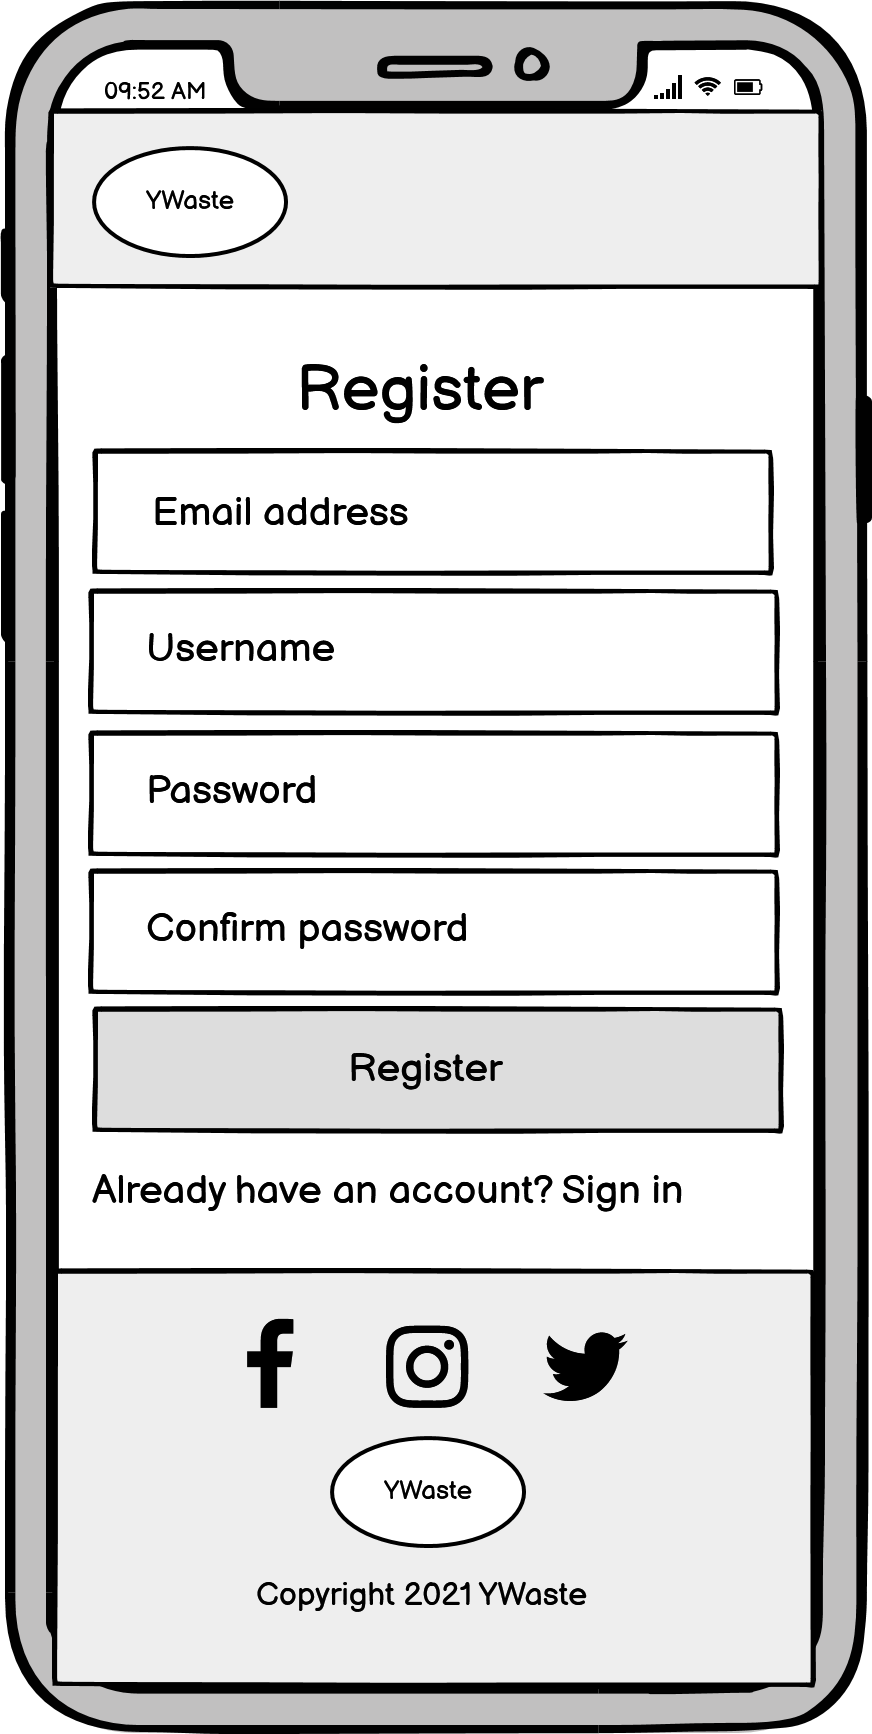 09:52 AM
YWaste
Register
Email address
Username
Password
Confirm password
Register
Already have an account? Sign in
YWaste
Copyright 2021 YWaste